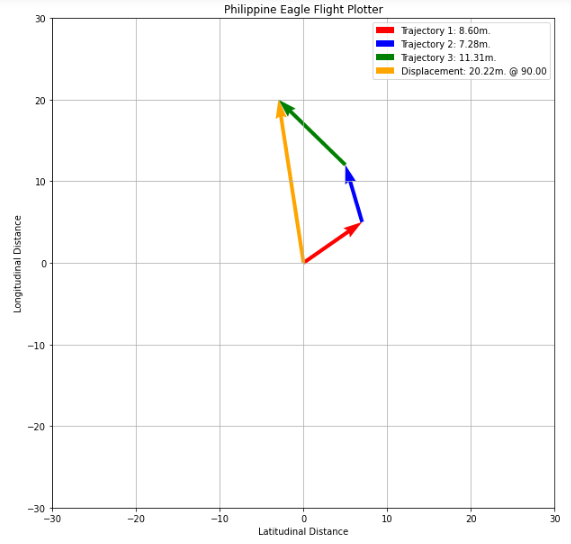 Philippine Eagle Flight Plotter
Trajectory 1: 8.60m.
Trajectory 2: 7.28m.
Trajectory 3: 11.31m.
Displacement: 20.22m. @ 90.00
30
20
10
0
−10
−20
−30
Longitudinal Distance
−30
−20
−10
0
10
20
30
Latitudinal Distance